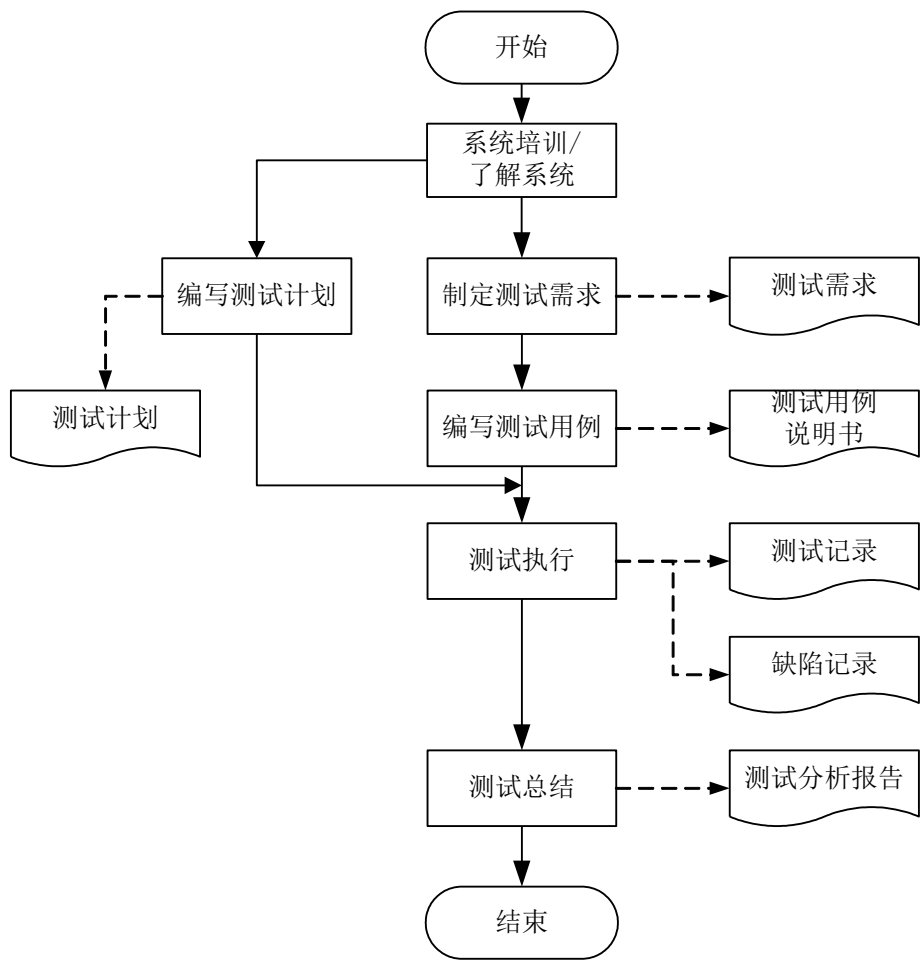 开始
系统培训/
了解系统
编写测试计划
制定测试需求
测试需求
测试计划
编写测试用例
测试用例
说明书
测试执行
测试记录
缺陷记录
测试总结
测试分析报告
结束